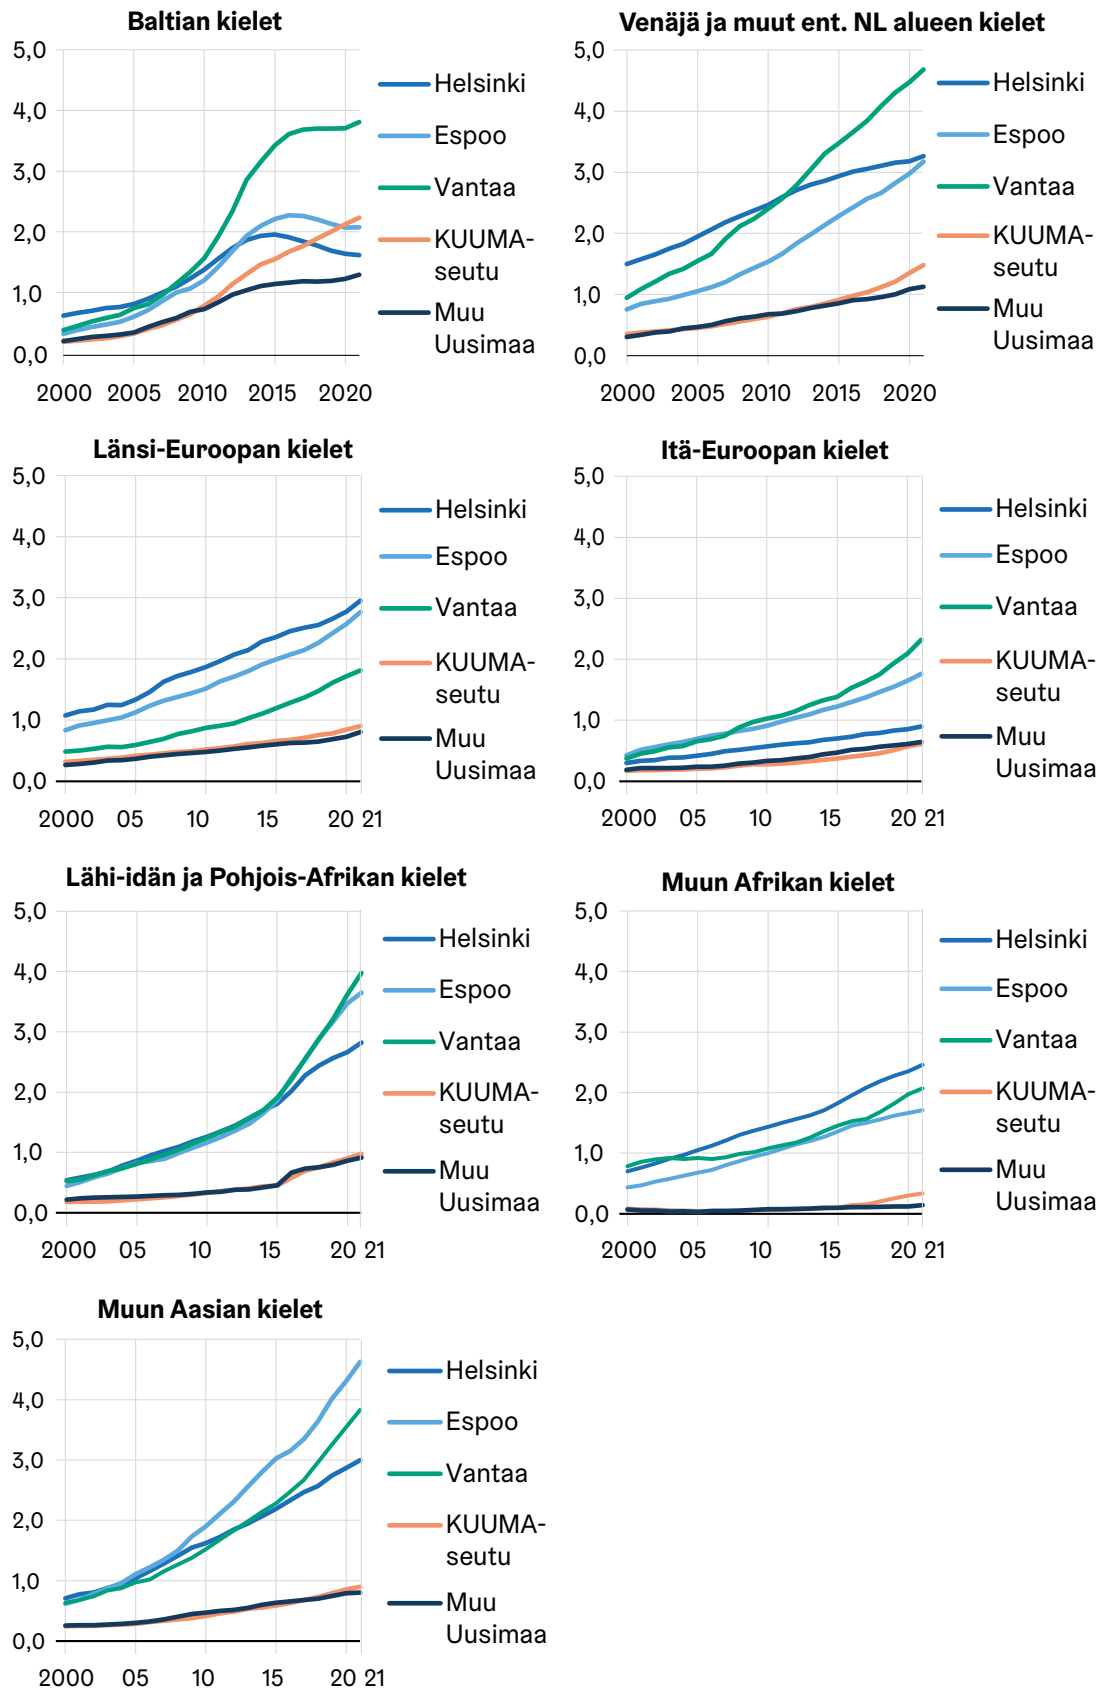 Baltian kielet
5,0
4,0
3,0
2,0
1,0
0,0
2000 2005 2010 2015 2020
Helsinki
Espoo
Vantaa
KUUMA-
seutu
Muu
Uusimaa
Venäjä ja muut ent. NL alueen kielet
5,0
4,0
3,0
2,0
1,0
0,0
2000 2005 2010 2015 2020
Helsinki
Espoo
Vantaa
KUUMA-
seutu
Muu
Uusimaa
Länsi-Euroopan kielet
5,0
4,0
3,0
2,0
1,0
0,0
2000 05 10 15 20 21
Helsinki
Espoo
Vantaa
KUUMA-
seutu
Muu
Uusimaa
Itä-Euroopan kielet
5,0
4,0
3,0
2,0
1,0
0,0
2000 05 10 15 20 21
Helsinki
Espoo
Vantaa
KUUMA-
seutu
Muu
Uusimaa
Lähi-idän ja Pohjois-Afrikan kielet
5,0
4,0
3,0
2,0
1,0
0,0
2000 05 10 15 20 21
Helsinki
Espoo
Vantaa
KUUMA-
seutu
Muu
Uusimaa
Muun Afrikan kielet
5,0
4,0
3,0
2,0
1,0
0,0
2000 05 10 15 20 21
Helsinki
Espoo
Vantaa
KUUMA-
seutu
Muu
Uusimaa
Muun Aasian kielet
5,0
4,0
3,0
2,0
1,0
0,0
2000 05 10 15 20 21
Helsinki
Espoo
Vantaa
KUUMA-
seutu
Muu
Uusimaa